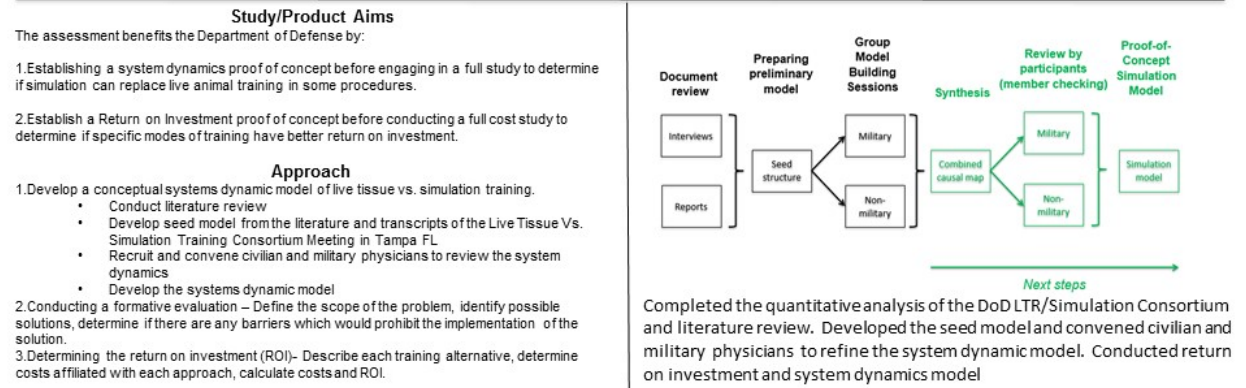 Study/Product Aims
The assessment benefits the Department of Defense by:
1.Establishing a system dynamics proof of concept before engaging in a full study to determine
if simulation can replace live animal training in some procedures.
2.Establish a Return on Investment proof of concept before conducting a full cost study to
determine if specific modes of training have better return on investment.
Approach
1.Develop a conceptual systems dynamic model of live tissue vs. simulation training.
• Conduct literature review
• Develop seed model from the literature and transcripts of the Live Tissue Vs.
Simulation Training Consortium Meeting in Tampa FL
• Recruit and convene civilian and military physicians to review the system
dynamics
• Develop the systems dynamic model
2.Conducting a formative evaluation – Define the scope of the problem, identify possible
solutions, determine if there are any barriers which would prohibit the implementation of the
solution.
3.Determining the return on investment (ROI)- Describe each training alternative, determine
costs affiliated with each approach, calculate costs and ROI.
Document
review
Preparing
preliminary
model
Group
Model
Building
Sessions
Synthesis
Review by
participants
(member checking)
Proof-of-
Concept
Simulation
Model
Interviews
Reports
Seed
structure
Military
Non-
military
Combined
causal map
Military
Non-
military
Simulation
model
Next steps
Completed the quantitative analysis of the DoD LTR/Simulation Consortium
and literature review. Developed the seed model and convened civilian and
military physicians to refine the system dynamic model. Conducted return
on investment and system dynamics model